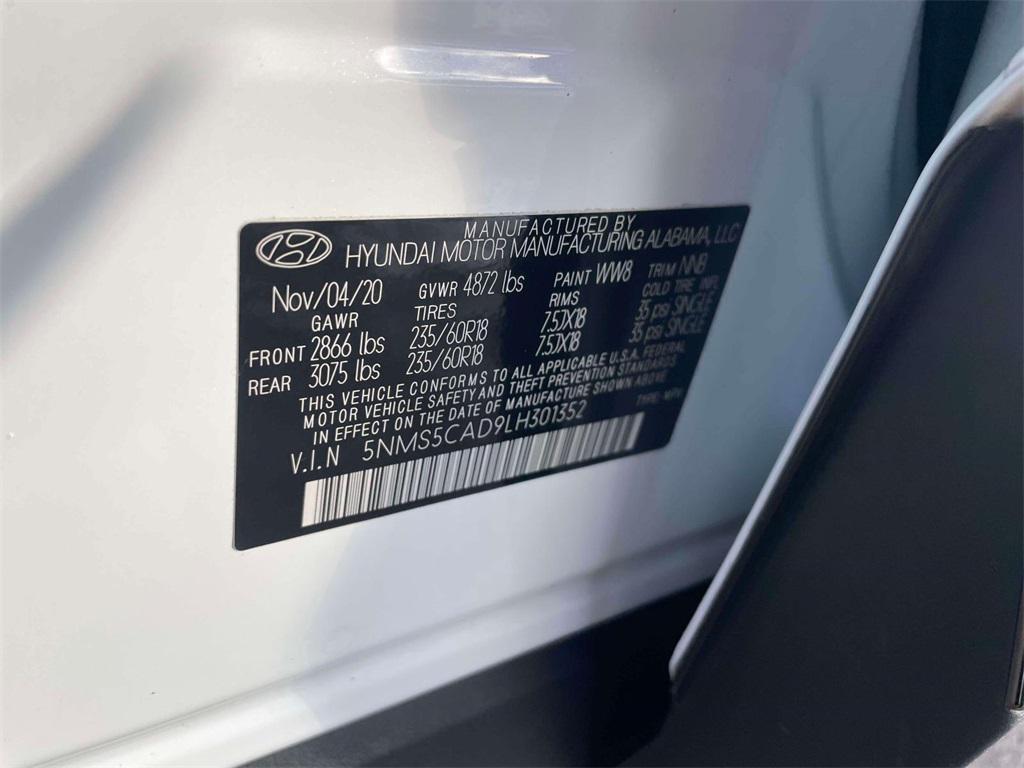 MANUFACTURED BY
HYUNDAI MOTOR MANUFACTURING ALABAMA, LLC
Nov/04/20 GVWR 4872 lbs PAINT WW8 TRIM NNB
GAWR TIRES RIMS COLD TIRE INFL
FRONT 2866 lbs 235/60R18 7.5JX18 35 psi SINGLE
REAR 3075 lbs 235/60R18 7.5JX18 35 psi SINGLE
THIS VEHICLE CONFORMS TO ALL APPLICABLE U.S.A. FEDERAL
MOTOR VEHICLE SAFETY AND THEFT PREVENTION STANDARDS
IN EFFECT ON THE DATE OF MANUFACTURE SHOWN ABOVE
V.I.N 5NMS5CAD9LH301352 TYPE: MPV